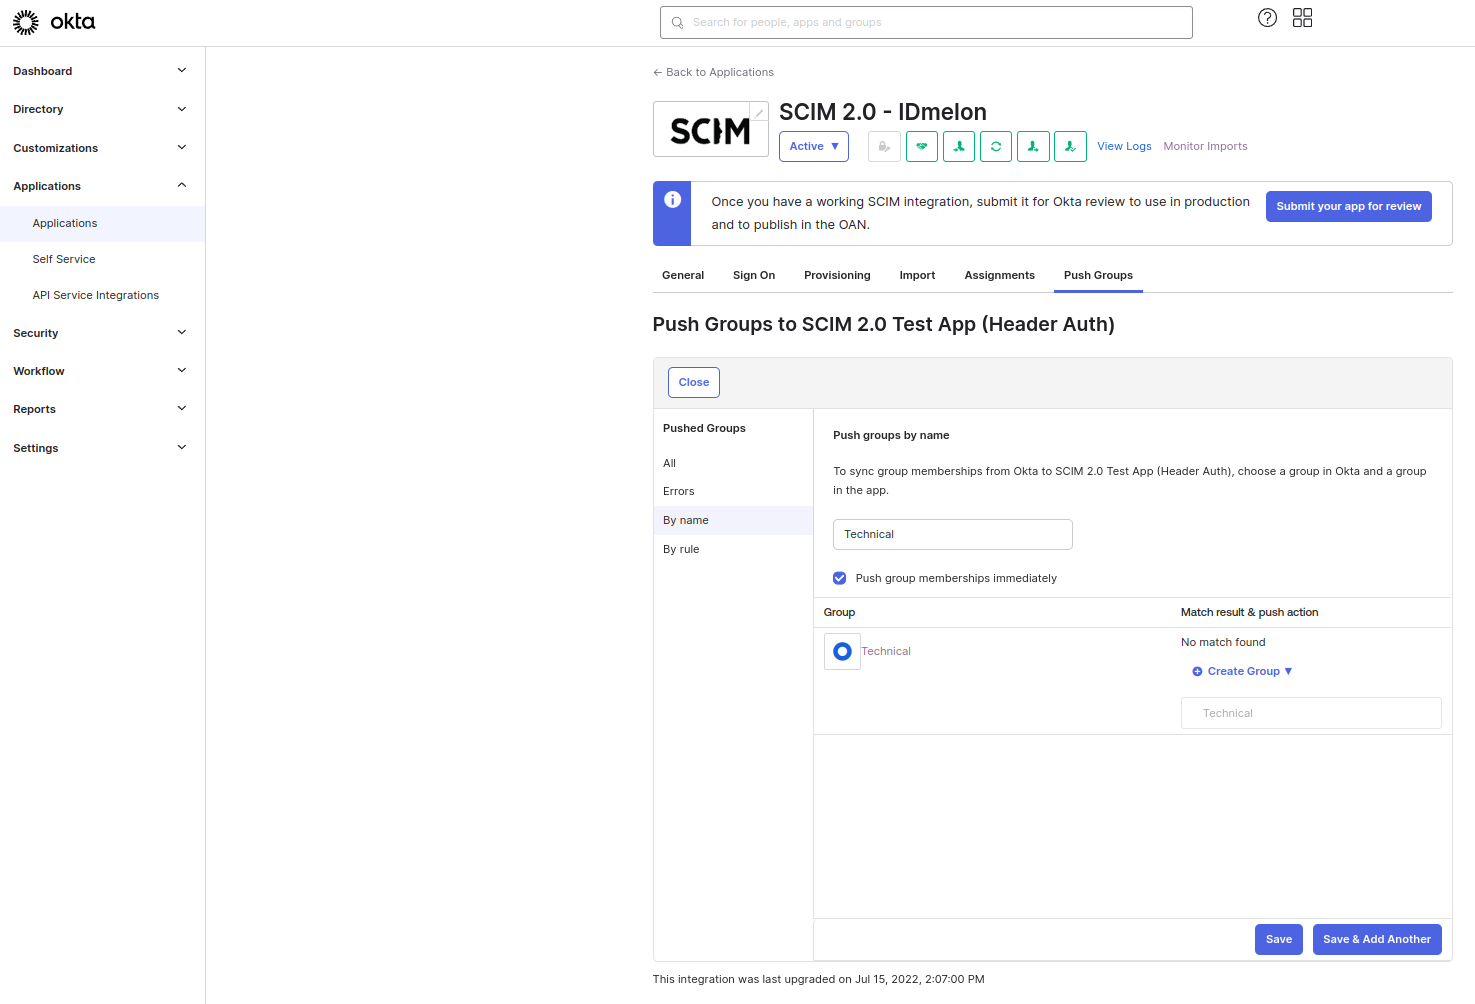 okta
Search for people, apps and groups
Dashboard
Directory
Customizations
Applications
Applications
Self Service
API Service Integrations
Security
Workflow
Reports
Settings
← Back to Applications
SCIM
SCIM 2.0 - IDmelon
Active ▼
View Logs
Monitor Imports
Once you have a working SCIM integration, submit it for Okta review to use in production
and to publish in the OAN.
Submit your app for review
General
Sign On
Provisioning
Import
Assignments
Push Groups
Push Groups to SCIM 2.0 Test App (Header Auth)
Close
Pushed Groups
All
Errors
By name
By rule
Push groups by name
To sync group memberships from Okta to SCIM 2.0 Test App (Header Auth), choose a group in Okta and a group
in the app.
Technical
Push group memberships immediately
Group
Match result & push action
Technical
No match found
Create Group ▼
Technical
Save
Save & Add Another
This integration was last upgraded on Jul 15, 2022, 2:07:00 PM